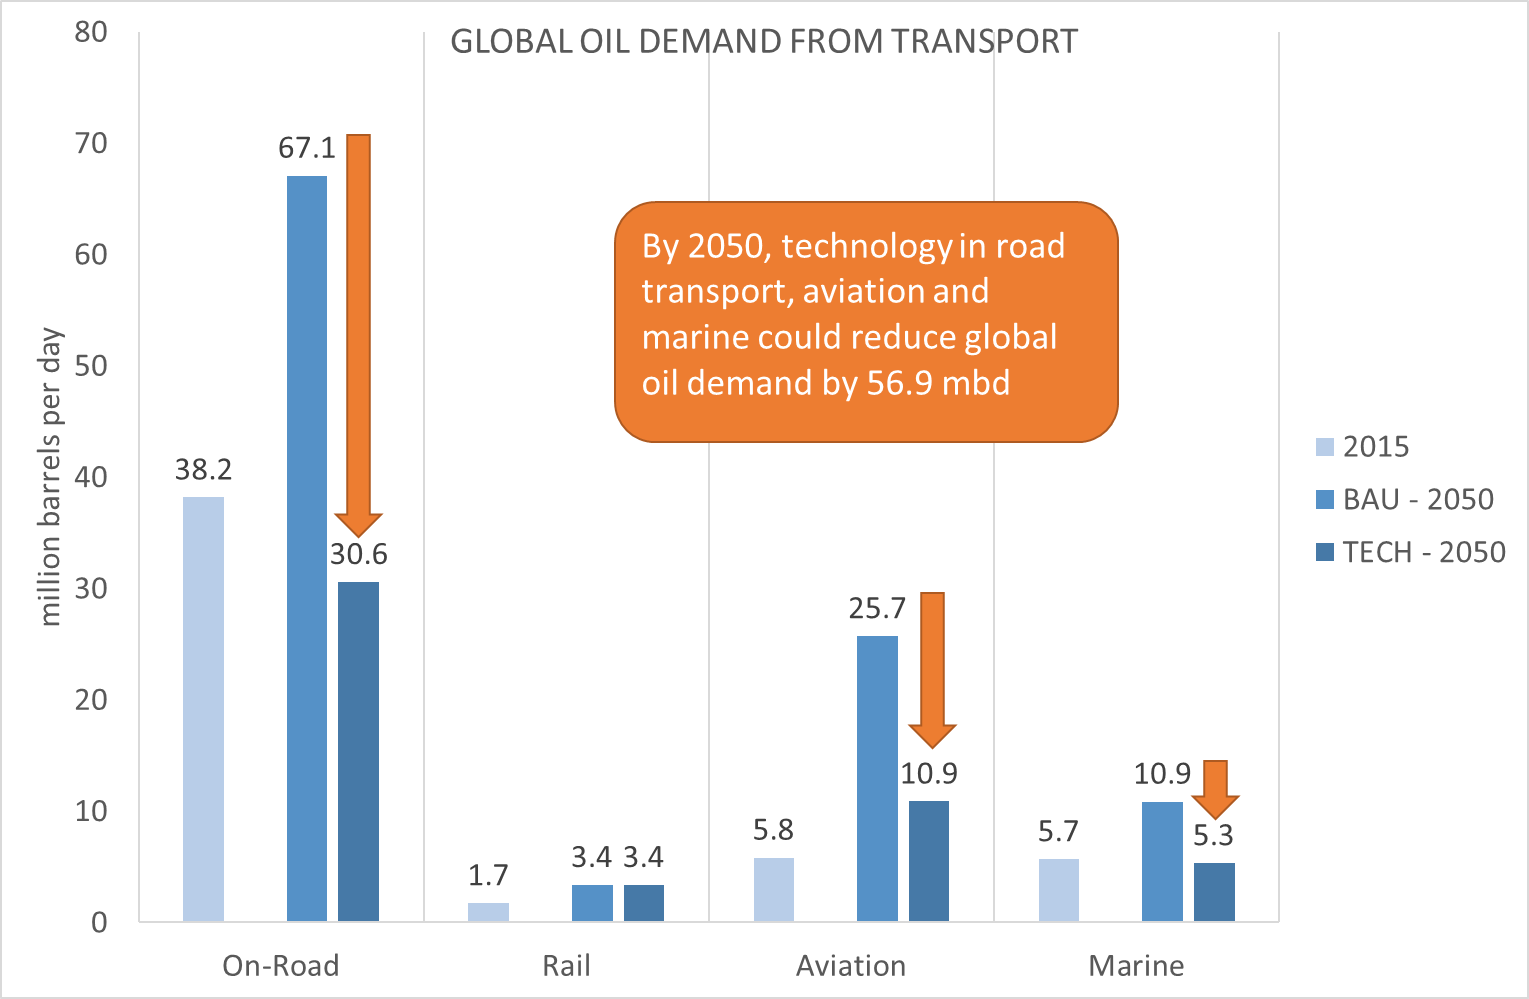 GLOBAL OIL DEMAND FROM TRANSPORT
million barrels per day
80
70
60
50
40
30
20
10
0
38.2
67.1
30.6
1.7
3.4
3.4
5.8
25.7
10.9
5.7
10.9
5.3
By 2050, technology in road
transport, aviation and
marine could reduce global
oil demand by 56.9 mbd
On-Road
Rail
Aviation
Marine
2015
BAU - 2050
TECH - 2050